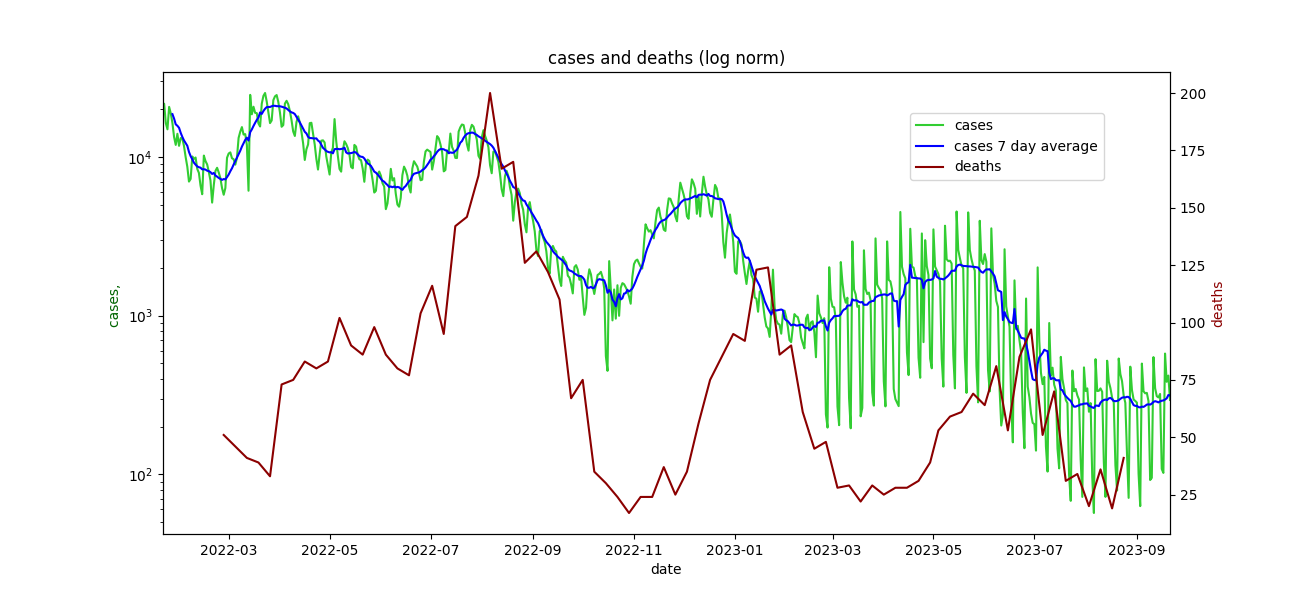 cases and deaths (log norm)
cases
cases 7 day average
deaths
cases,
10^4
10^3
10^2
deaths
200
175
150
125
100
75
50
25
2022-03 2022-05 2022-07 2022-09 2022-11 2023-01 2023-03 2023-05 2023-07 2023-09
date